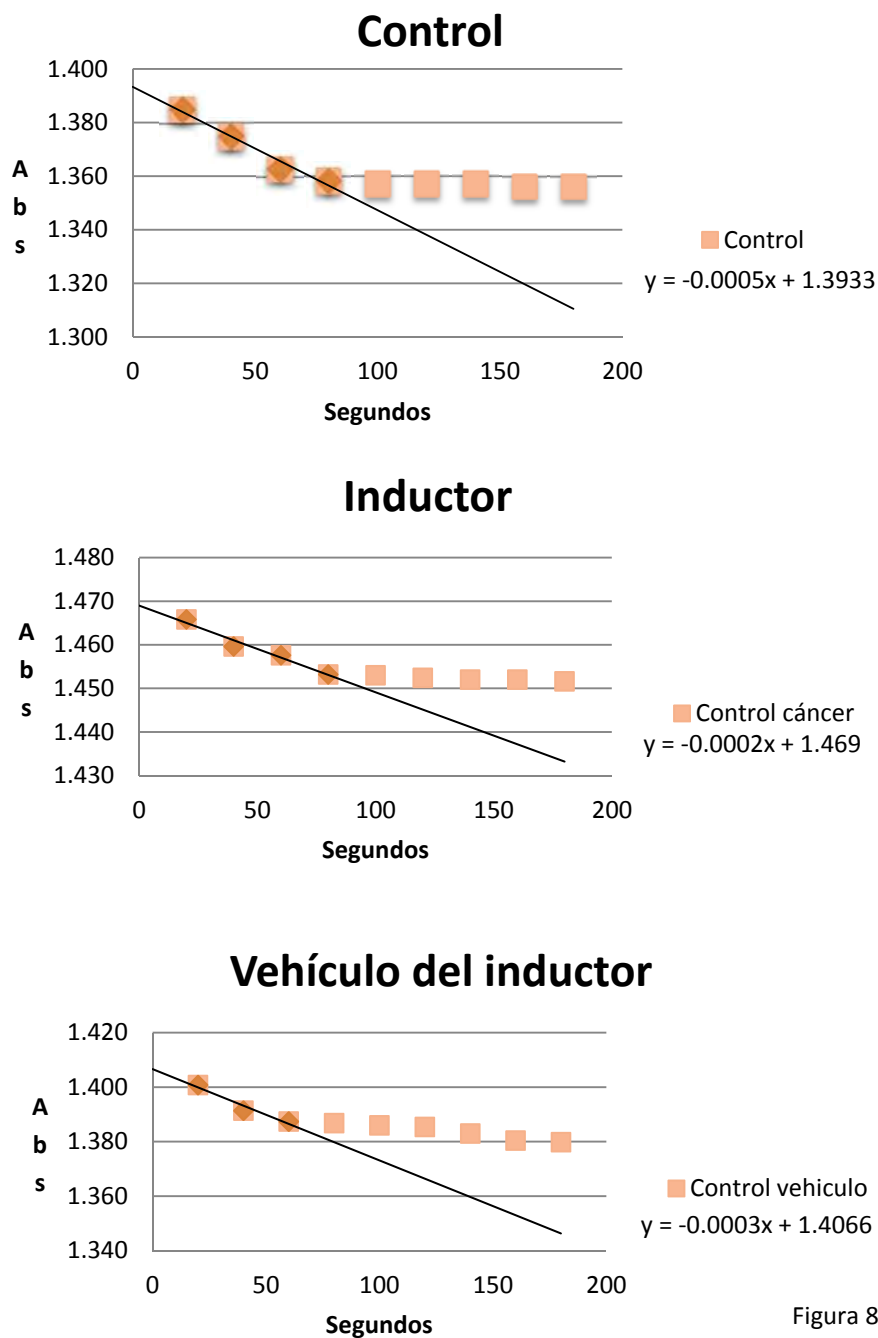 Control
1.400
1.380
1.360
1.340
1.320
1.300
A
b
s
0 50 100 150 200
Segundos
Control
y = -0.0005x + 1.3933
Inductor
1.480
1.470
1.460
1.450
1.440
1.430
A
b
s
0 50 100 150 200
Segundos
Control cáncer
y = -0.0002x + 1.469
Vehículo del inductor
1.420
1.400
1.380
1.360
1.340
A
b
s
0 50 100 150 200
Segundos
Control vehiculo
y = -0.0003x + 1.4066
Figura 8